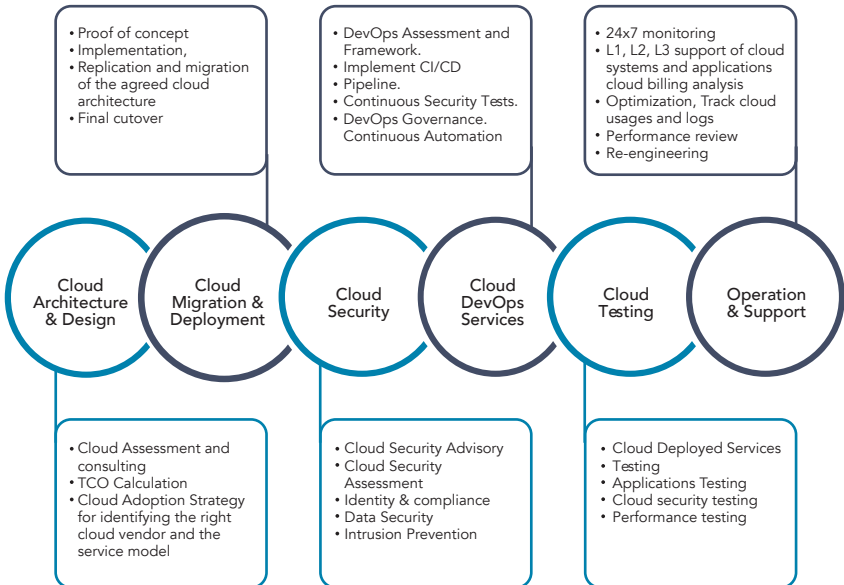 • Proof of concept
• Implementation,
• Replication and migration
of the agreed cloud
architecture
• Final cutover
• DevOps Assessment and
Framework.
• Implement CI/CD
• Pipeline.
• Continuous Security Tests.
• DevOps Governance.
Continuous Automation
• 24x7 monitoring
• L1, L2, L3 support of cloud
systems and applications
cloud billing analysis
• Optimization, Track cloud
usages and logs
• Performance review
• Re-engineering
Cloud
Architecture
& Design
Cloud
Migration &
Deployment
Cloud
Security
Cloud
DevOps
Services
Cloud
Testing
Operation
& Support
• Cloud Assessment and
consulting
• TCO Calculation
• Cloud Adoption Strategy
for identifying the right
cloud vendor and the
service model
• Cloud Security Advisory
• Cloud Security
Assessment
• Identity & compliance
• Data Security
• Intrusion Prevention
• Cloud Deployed Services
• Testing
• Applications Testing
• Cloud security testing
• Performance testing